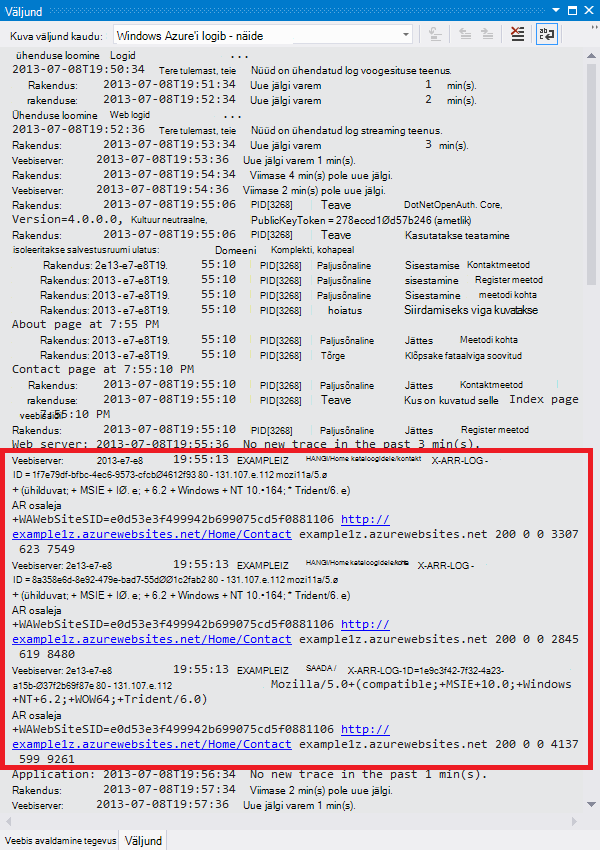 Väljund
Kuva väljund kaudu: Windows Azure'i logib - näide
ühenduse loomine Logid ...
2013-07-08T19:50:34 Tere tulemast, teie Nüüd on ühendatud log voogesituse teenus.
Rakendus: 2013-07-08T19:51:34 Uue jälgi varem 1 min(s).
rakenduse: 2013-07-08T19:52:34 Uue jälgi varem 2 min(s).
Ühenduse loomine Web logid ...
2013-07-08T19:52:36 Tere tulemast, teie Nüüd on ühendatud log streaming teenus.
Rakendus: 2013-07-08T19:53:34 Uue jälgi varem 3 min(s).
Veebiserver: 2013-07-08T19:53:36 Uue jälgi varem 1 min(s).
Rakendus: 2013-07-08T19:54:34 Viimase 4 min(s) pole uue jälgi.
Veebiserver: 2013-07-08T19:54:36 Viimase 2 min(s) pole uue jälgi.
Rakendus: 2013-07-08T19:55:06 PID[3268] Teave DotNetOpenAuth. Core,
Version=4.0.0.0, Kultuur neutraalne, PublicKeyToken = 278eccd1Ød57b246 (ametlik)
Rakendus: 2013-07-08T19:55:06 PID[3268] Teave Kasutatakse teatamine
isoleeritakse salvestusruumi ulatus: Domeeni Komplekti, kohapeal
Rakendus: 2e13-e7-e8T19. 55:10 PID[3268] Paljusõnaline Sisestamise Kontaktmeetod
Rakendus: 2013 - e7-e8T19. 55:10 PID[3268] Paljusõnaline sisestamine Register meetod
Rakendus: 2013 - e7-e8T19. 55:10 PID[3268] Paljusõnaline Sisestamine meetodi kohta
Rakendus: 2013 - e7-e8T19. 55:10 PID[3268] hoiatus Siirdamiseks viga kuvatakse
About page at 7:55 PM
Rakendus: 2013 - e7-e8T19. 55:10 PID[3268] Paljusõnaline Jättes Meetodi kohta
Rakendus: 2013 - e7-e8T19. 55:10 PID[3268] Tõrge Klõpsake fataalviga soovitud
Contact page at 7:55:10 PM
Rakendus: 2013-07-08T19:55:10 PID[3268] Paljusõnaline Jättes Kontaktmeetod
rakenduse: 2013-07-08T19:55:10 PID[3268] Teave Kus on kuvatud selle Index page
7:55:10 PM
Rakendus: 2013-07-08T19:55:10 PID[3268] Paljusõnaline Jättes Register meetod
Web server: 2013-07-08T19:55:36 No new trace in the past 3 min(s).
Veebiserver: 2013-e7-e8 19:55:13 EXAMPLEIZ HANGI/Home kataloogidele/kontakt X-ARR-LOG -
ID = 1f7e79df-bfbc-4ec6-9573-cfcbØ4612f93 80 - 131.107.e.112 mozi11a/5.ø
+ (ühilduvat; + MSIE + IØ. e; + 6.2 + Windows + NT 10.•164; * Trident/6. e)
AR osaleja
+WAWebSiteSID=e0d53e3f499942b699075cd5f0881106 http://
example1z.azurewebsites.net/Home/Contact example1z.azurewebsites.net 200 0 0 3307
623 7549
Veebiserver: 2e13-e7-e8 19:55:13 EXAMPLEIZ HANGI/Home kataloogidele/kohta X-ARR-LOG -
ID = 8a358e6d-8e92-479e-bad7-55dØØ1c2fab2 80 - 131.107.e.112 mozi11a/5.ø
+ (ühilduvat; + MSIE + IØ. e; + 6.2 + Windows + NT 10.•164; * Trident/6. e)
AR osaleja
+WAWebSiteSID=e0d53e3f499942b699075cd5f0881106 http://
example1z.azurewebsites.net/Home/Contact example1z.azurewebsites.net 200 0 0 2845
619 8480
Veebiserver: 2e13-e7-e8 19:55:13 EXAMPLEIZ SAADA / X-ARR-LOG-1D=1e9c3f42-7f32-4a23-
a15b-Ø37f2b69f87e 80 - 131.107.e.112 Mozilla/5.0+(compatible;+MSIE+10.0;+Windows
+NT+6.2;+WOW64;+Trident/6.0)
AR osaleja
+WAWebSiteSID=e0d53e3f499942b699075cd5f0881106 http://
example1z.azurewebsites.net/Home/Contact example1z.azurewebsites.net 200 0 0 4137
599 9261
Application: 2013-07-08T19:56:34 No new trace in the past 1 min(s).
Rakendus: 2013-07-08T19:57:34 Viimase 2 min(s) pole uue jälgi.
Veebiserver: 2013-07-08T19:57:36 Uue jälgi varem 1 min(s).
Veebis avaldamine tegevus Väljund